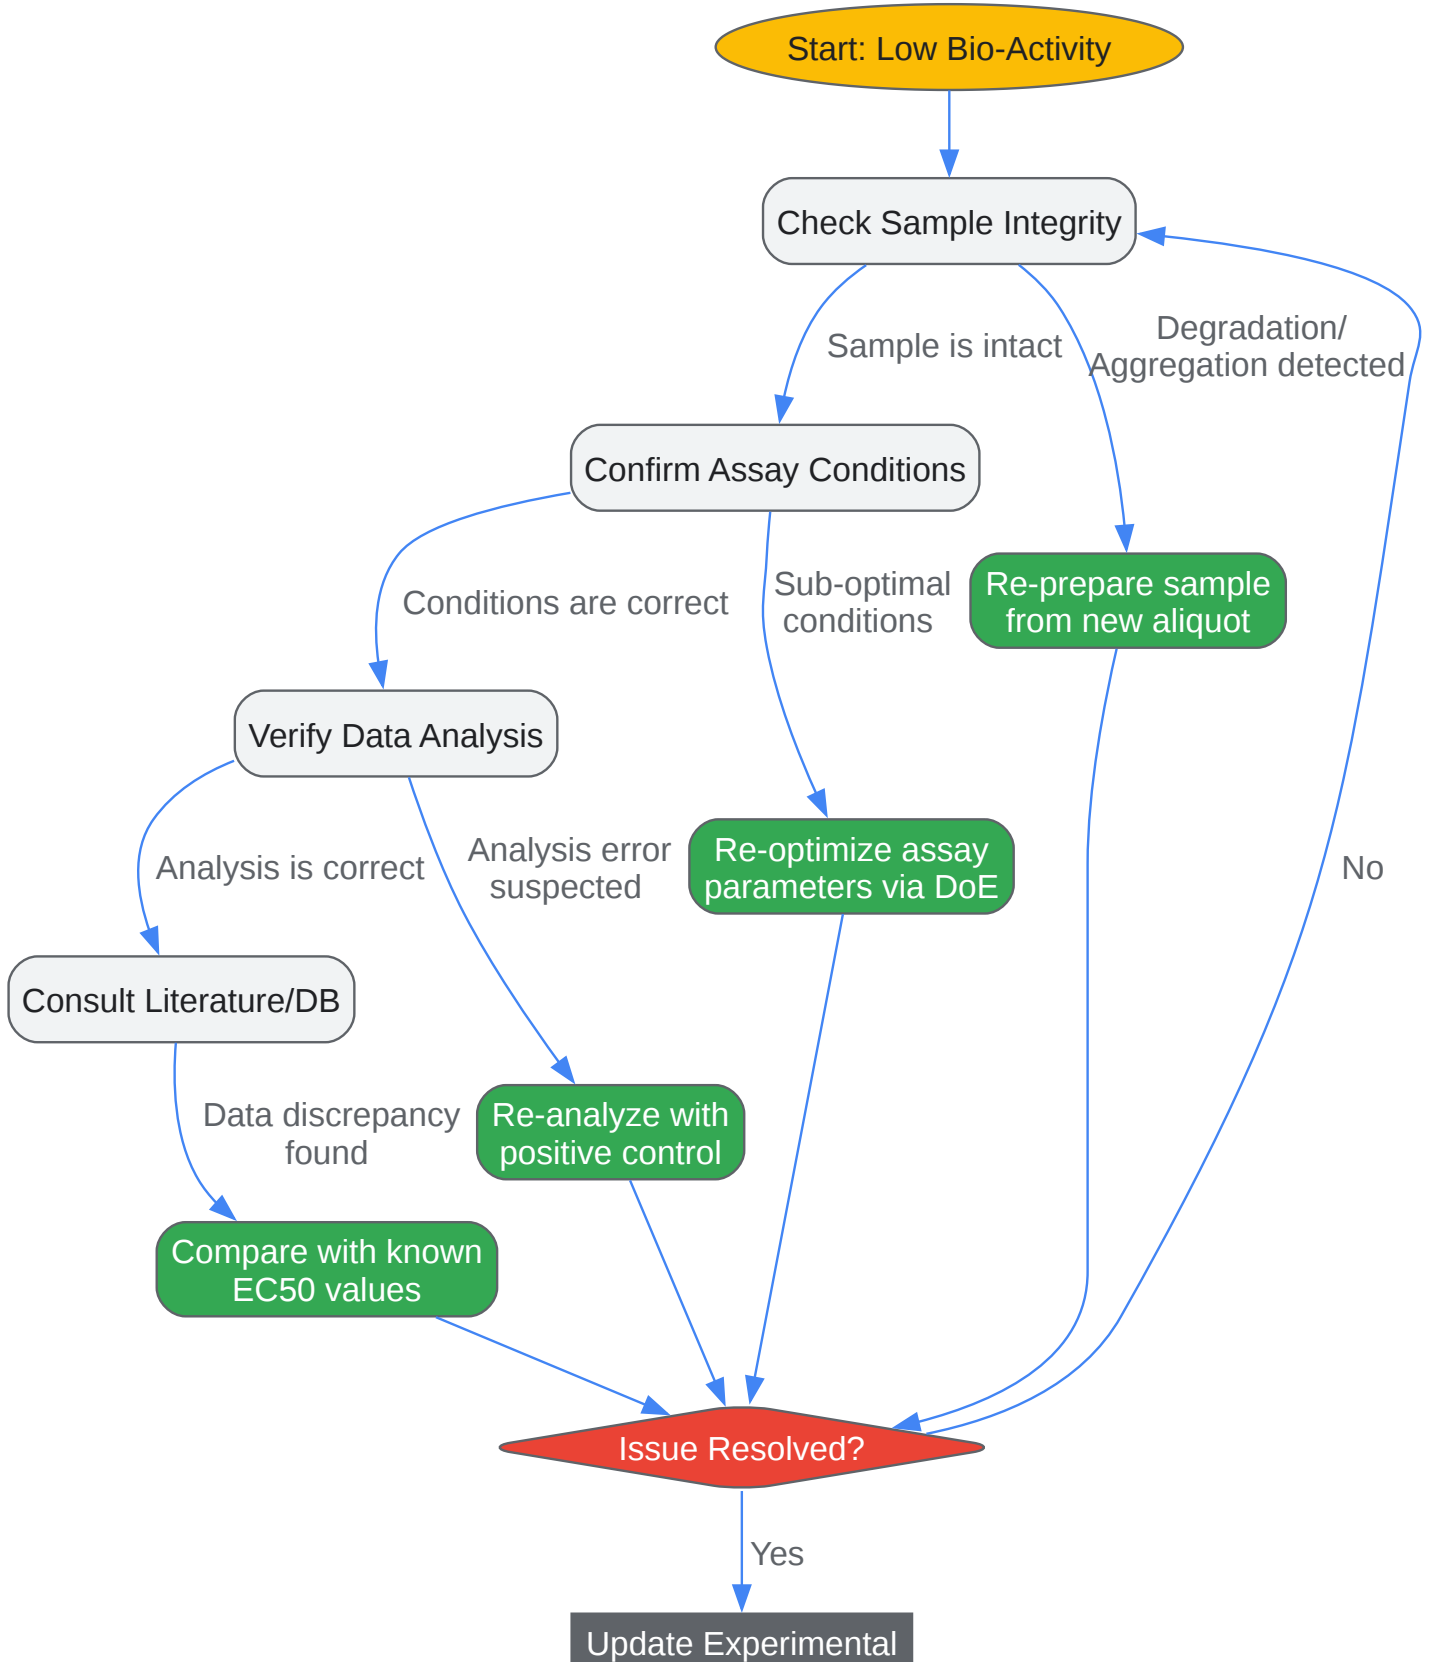 Start: Low Bio-Activity
Check Sample Integrity
Sample is intact
Degradation/
Aggregation detected
Confirm Assay Conditions
Conditions are correct
Sub-optimal
conditions
Re-prepare sample
from new aliquot
Verify Data Analysis
Analysis is correct
Analysis error
suspected
Re-optimize assay
parameters via DoE
No
Consult Literature/DB
Data discrepancy
found
Re-analyze with
positive control
Compare with known
EC50 values
Issue Resolved?
Yes
Update Experimental